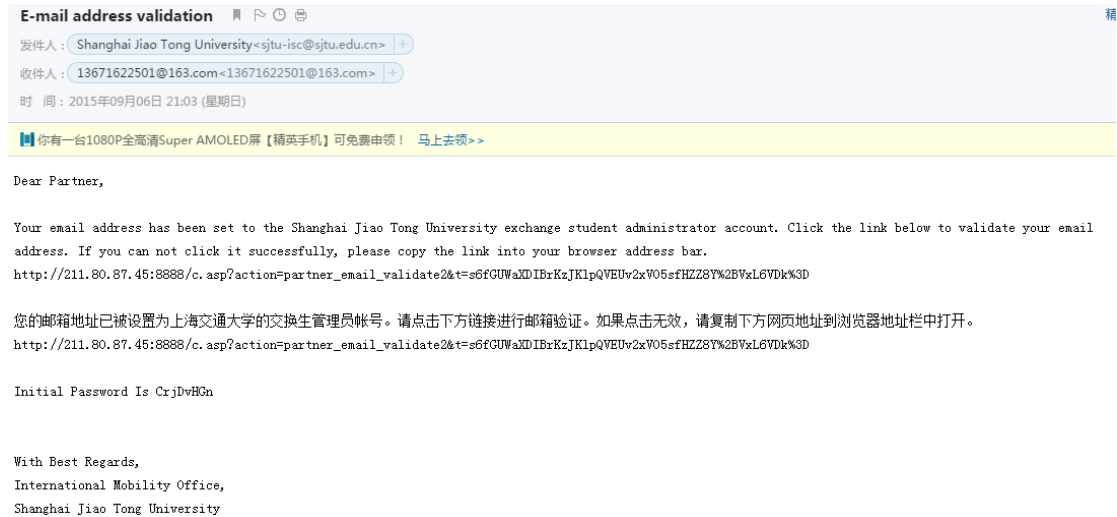 E-mail address validation
精
发件人：Shanghai Jiao Tong University<sjtu-isc@sjtu.edu.cn> +
收件人：13671622501@163.com<13671622501@163.com> +
时 间：2015年09月06日 21:03 (星期日)
你有一台1080P全高清Super AMOLED屏【精英手机】可免费申领！ 马上去领>>
Dear Partner,
Your email address has been set to the Shanghai Jiao Tong University exchange student administrator account. Click the link below to validate your email
address. If you can not click it successfully, please copy the link into your browser address bar.
http://211.80.87.45:8888/c.asp?action=partner_email_validate2&t=s6fGUWaXDIBrKzJKlpQVEUv2xVO5sfHZZ8Y%2BVxL6VDk%3D
您的邮箱地址已被设置为上海交通大学的交换生管理员帐号。请点击下方链接进行邮箱验证。如果点击无效，请复制下方网页地址到浏览器地址栏中打开。
http://211.80.87.45:8888/c.asp?action=partner_email_validate2&t=s6fGUWaXDIBrKzJKlpQVEUv2xVO5sfHZZ8Y%2BVxL6VDk%3D
Initial Password Is CrjDvHGn
With Best Regards,
International Mobility Office,
Shanghai Jiao Tong University